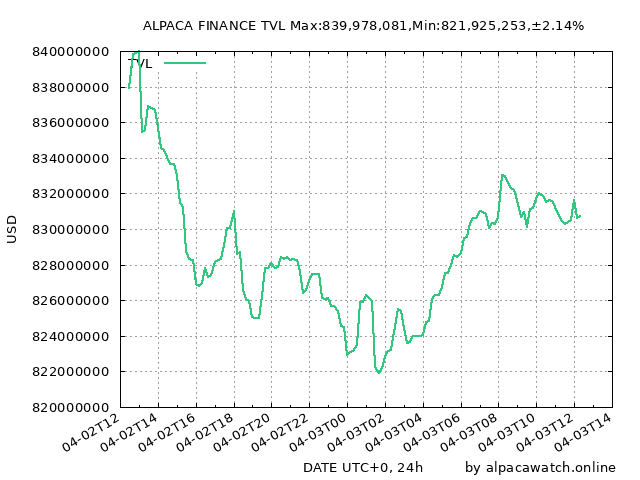 ALPACA FINANCE TVL Max:839,978,081,Min:821,925,253,±2.14%
TVL
840000000
838000000
836000000
834000000
832000000
830000000
828000000
826000000
824000000
822000000
820000000
USD
04-02T12
04-02T14
04-02T16
04-02T18
04-02T20
04-02T22
04-03T00
04-03T02
04-03T04
04-03T06
04-03T08
04-03T10
04-03T12
04-03T14
DATE UTC+0, 24h
by alpacawatch.online